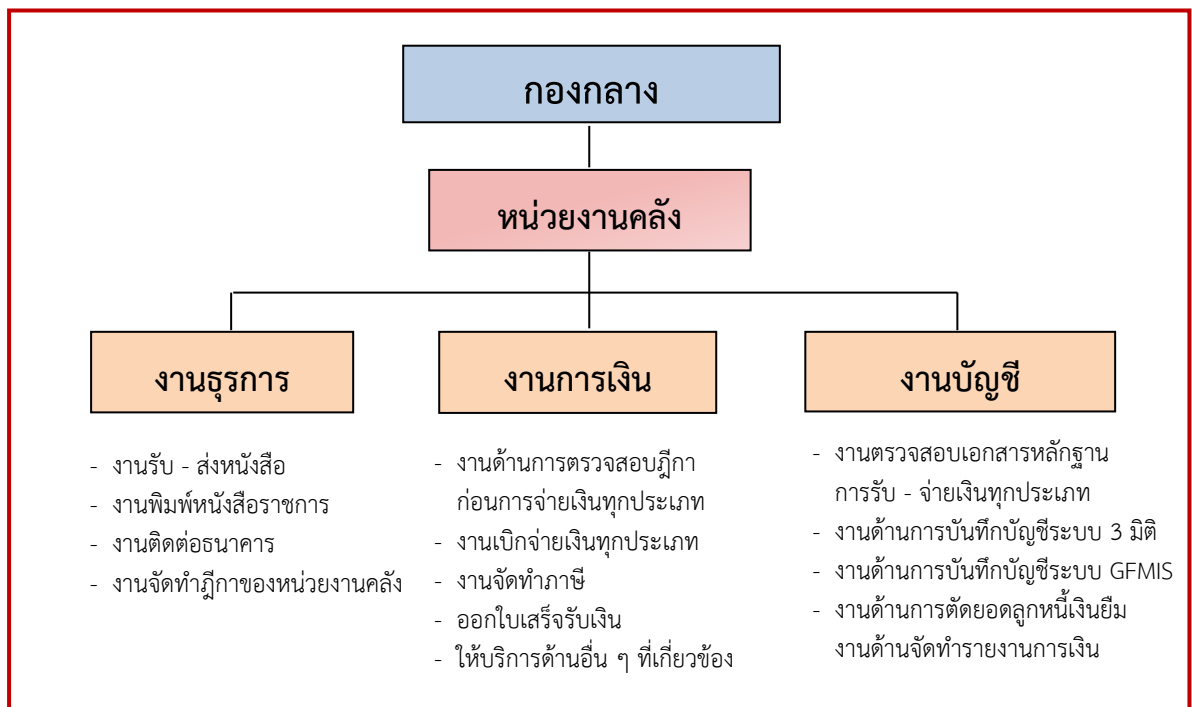 กองกลาง
หน่วยงานคลัง
งานธุรการ
- งานรับ - ส่งหนังสือ
- งานพิมพ์หนังสือราชการ
- งานติดต่อธนาคาร
- งานจัดทำฎีกาของหน่วยงานคลัง
งานการเงิน
- งานด้านการตรวจสอบฎีกา
ก่อนการจ่ายเงินทุกประเภท
- งานเบิกจ่ายเงินทุกประเภท
- งานจัดทำภาษี
- ออกใบเสร็จรับเงิน
- ให้บริการด้านอื่น ๆ ที่เกี่ยวข้อง
งานบัญชี
- งานตรวจสอบเอกสารหลักฐาน
การรับ - จ่ายเงินทุกประเภท
- งานด้านการบันทึกบัญชีระบบ 3 มิติ
- งานด้านการบันทึกบัญชีระบบ GFMIS
- งานด้านการตัดยอดลูกหนี้เงินยืม
งานด้านจัดทำรายงานการเงิน